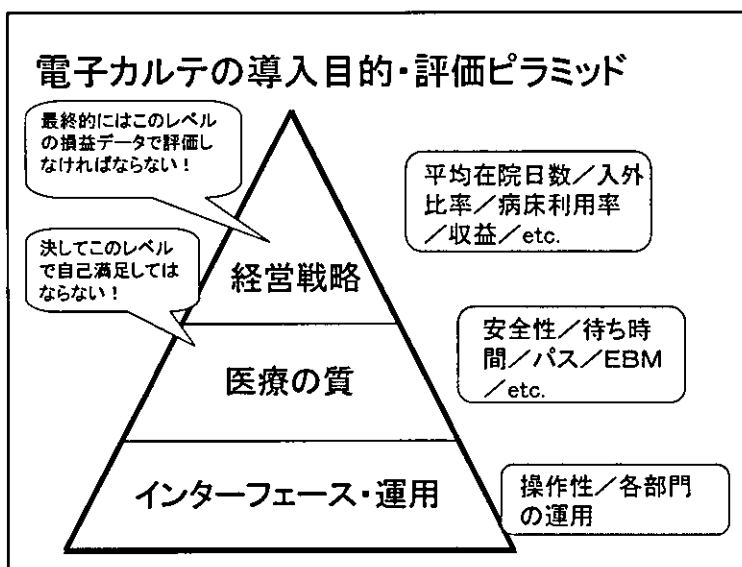 電子カルテの導入目的・評価ピラミッド
最終的にはこのレベル
の損益データで評価し
なければならない！
平均在院日数／入外
比率／病床利用率
／収益／etc.
決してこのレベル
で自己満足しては
ならない！
経営戦略
安全性／待ち時
間／パス／EBM
／etc.
医療の質
操作性／各部門
の運用
インターフェース・運用